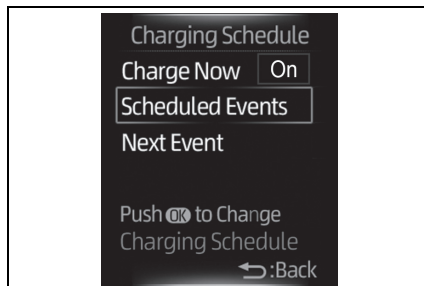 Charging Schedule
Charge Now On
Scheduled Events
Next Event
Push OK to Change
Charging Schedule
:Back